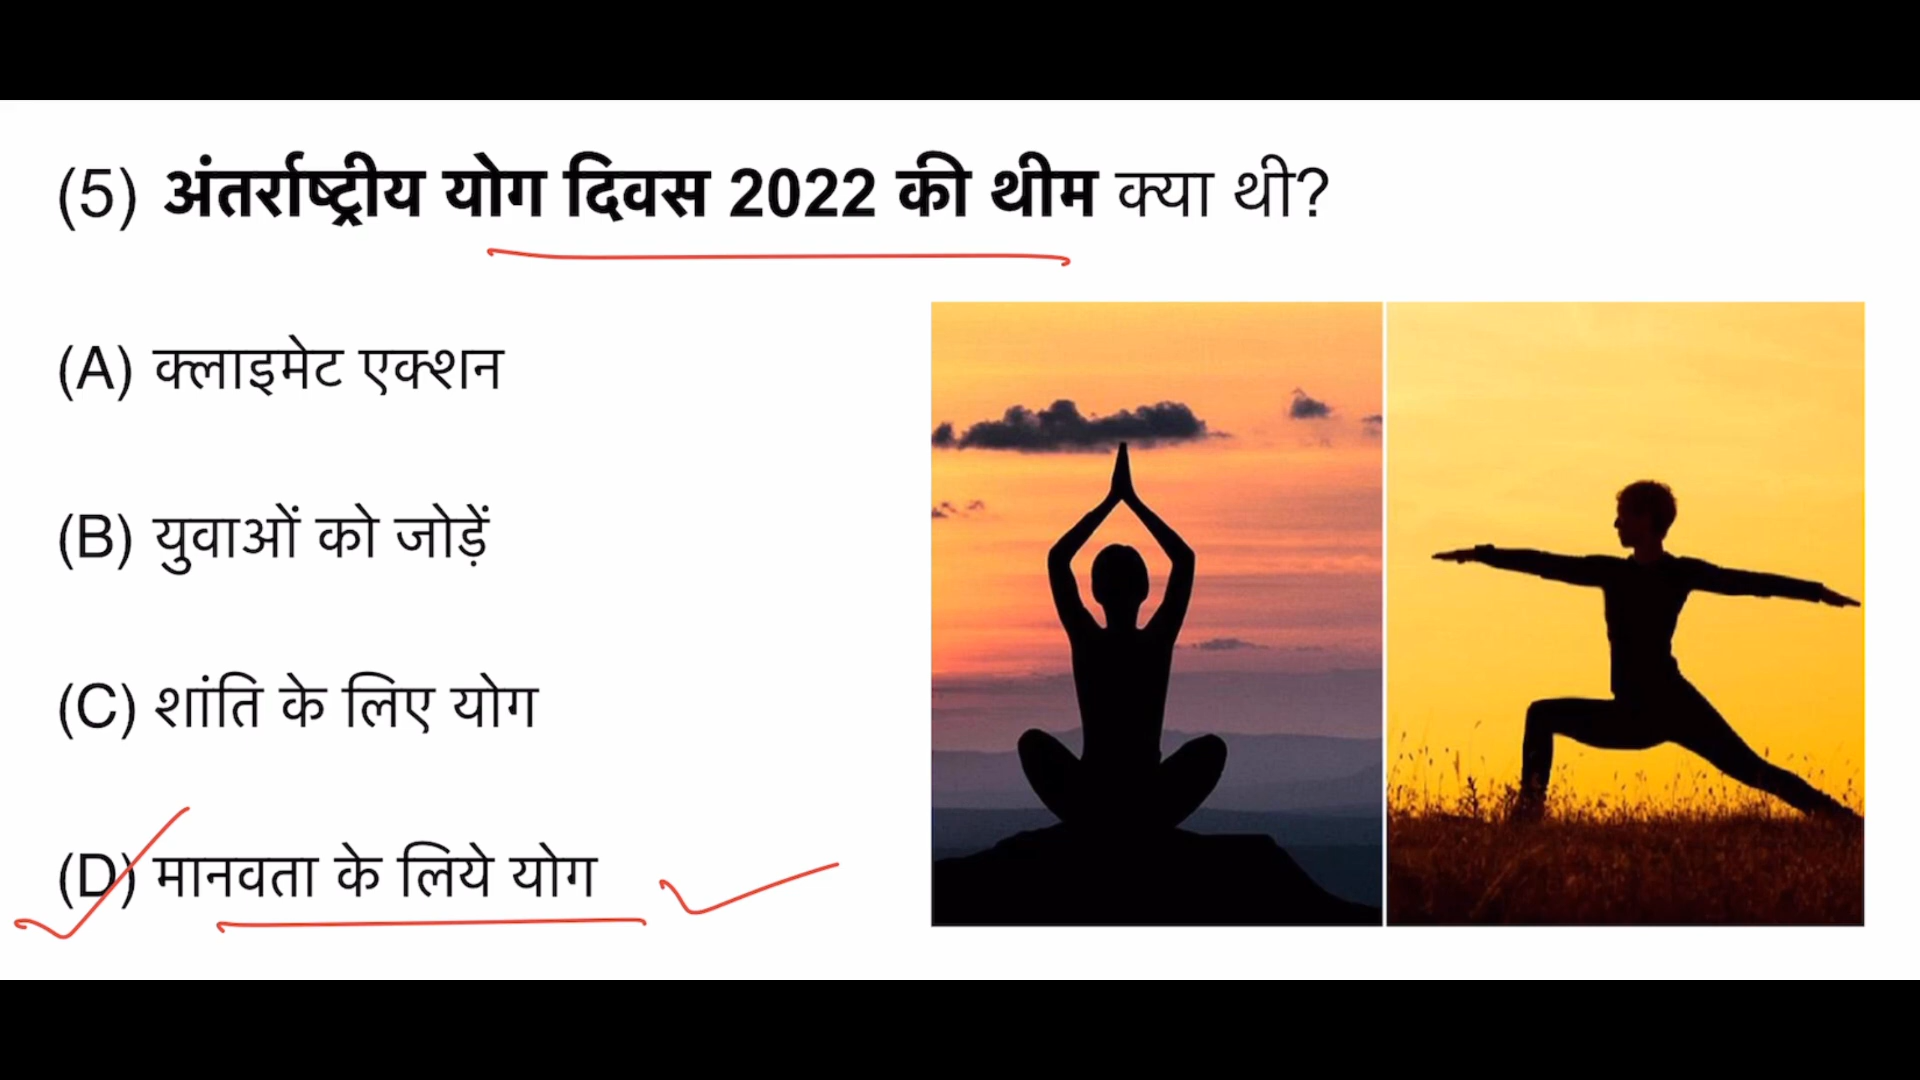 (5) अंतर्राष्ट्रीय योग दिवस 2022 की थीम क्या थी?
(A) क्लाइमेट एक्शन
(B) युवाओं को जोड़ें
(C) शांति के लिए योग
(D) मानवता के लिये योग